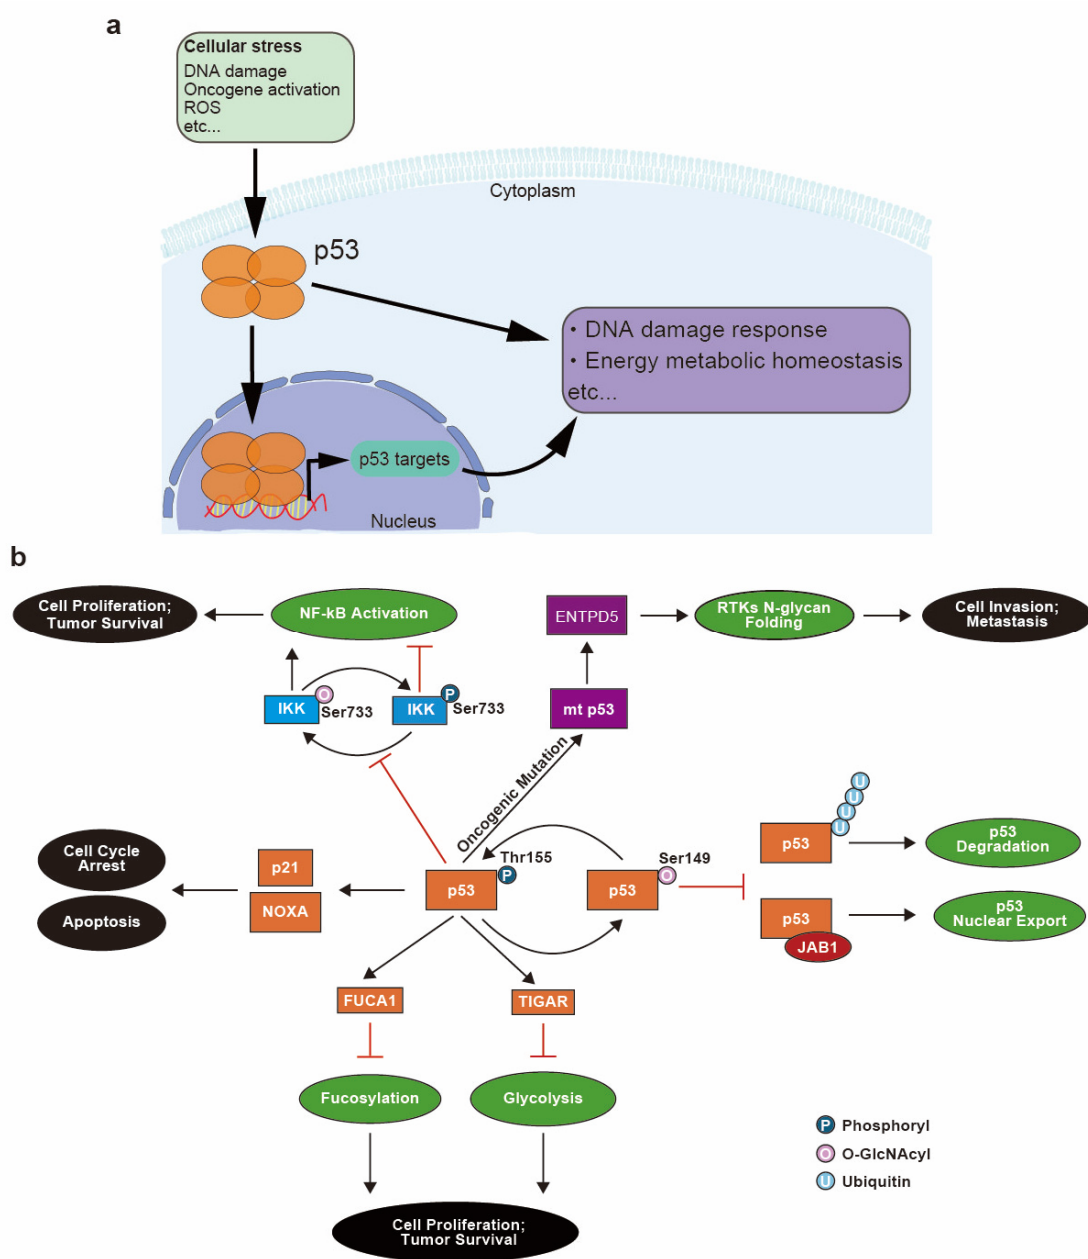 a
Cellular stress
DNA damage
Oncogene activation
ROS
etc...
Cytoplasm
p53
・DNA damage response
・Energy metabolic homeostasis
etc...
p53 targets
Nucleus
b
Cell Proliferation;
Tumor Survival
NF-kB Activation
ENTPD5
RTKs N-glycan
Folding
Cell Invasion;
Metastasis
IKK
O
Ser733
IKK
P
Ser733
mt p53
Oncogenic Mutation
U
U
U
U
p53
p53
Degradation
Cell Cycle
Arrest
Apoptosis
p21
NOXA
p53
Thr155
P
p53
Ser149
O
p53
JAB1
p53
Nuclear Export
FUCA1
TIGAR
Fucosylation
Glycolysis
Cell Proliferation;
Tumor Survival
P Phosphoryl
O O-GlcNAcyl
U Ubiquitin